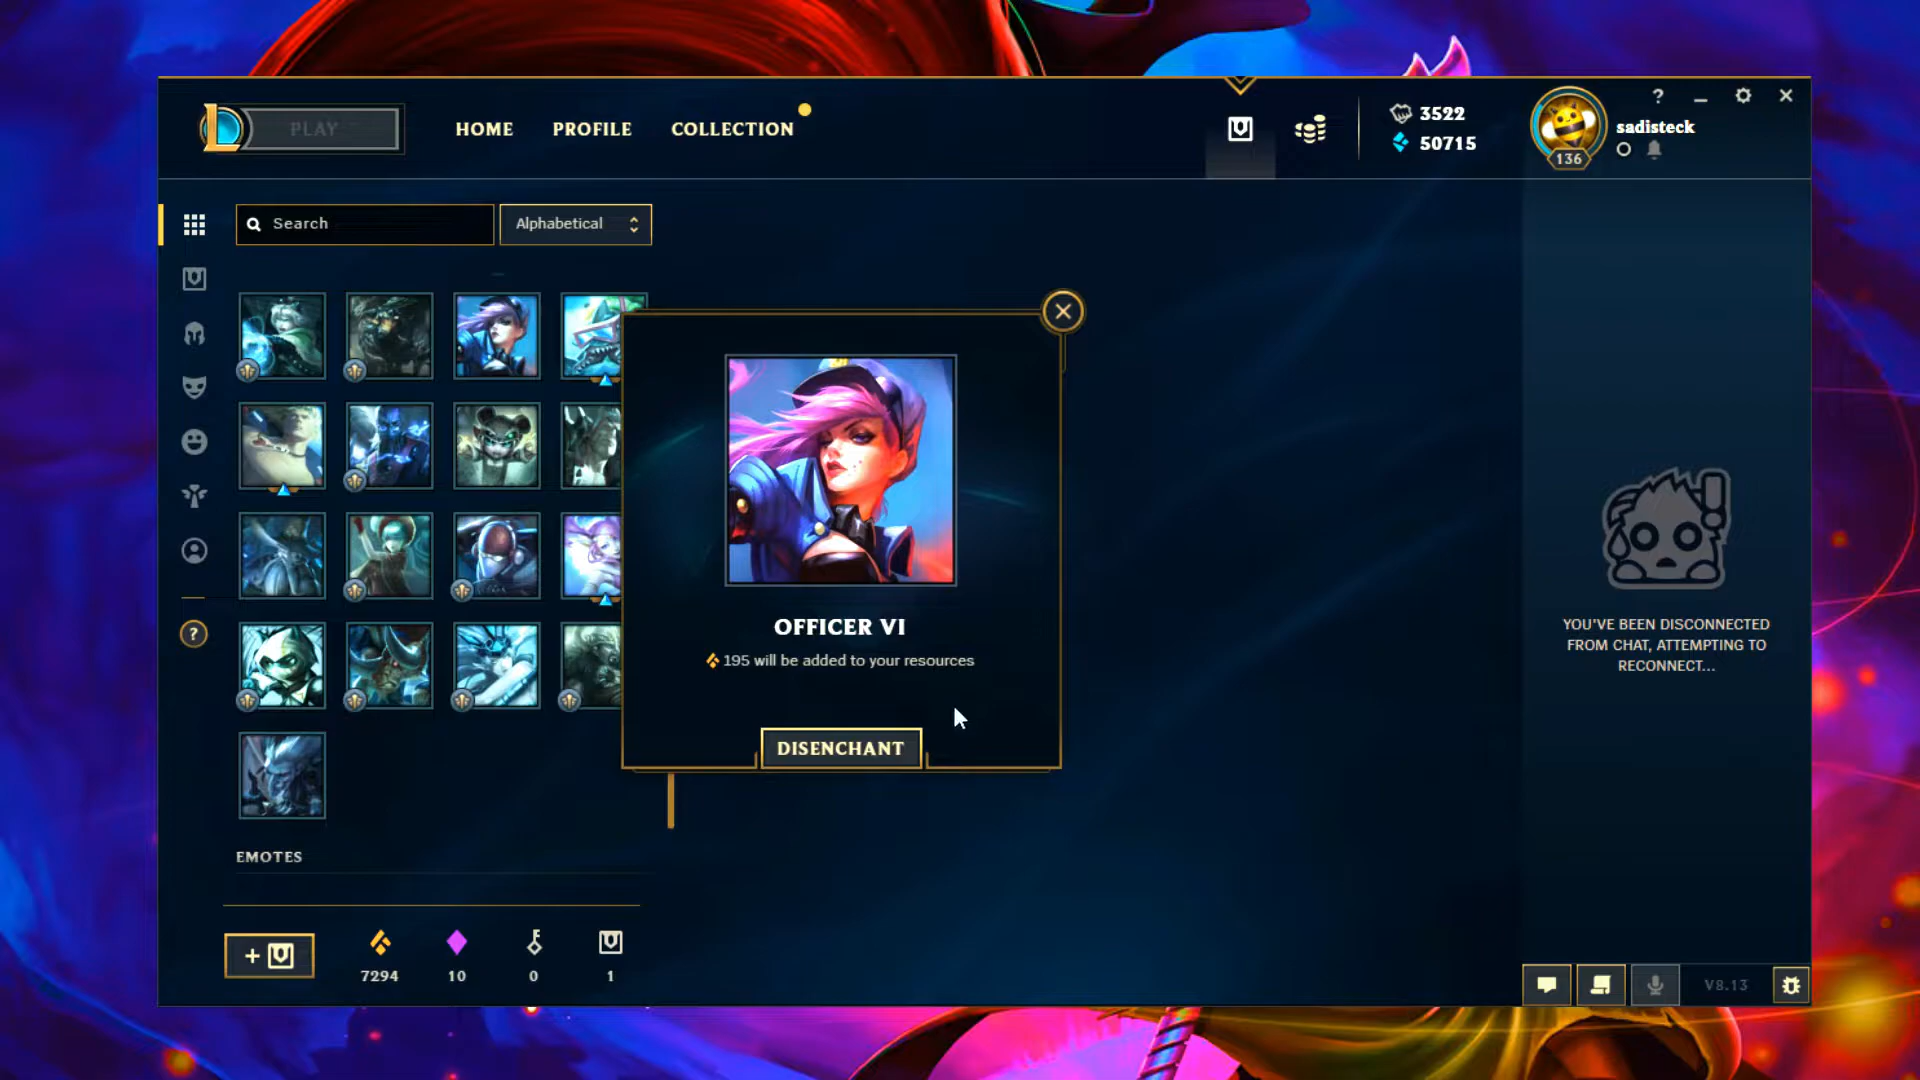 PLAY
HOME
PROFILE
COLLECTION
3522
50715
136
?
sadisteck
Search
Alphabetical
?
OFFICER VI
195 will be added to your resources
DISENCHANT
YOU'VE BEEN DISCONNECTED
FROM CHAT, ATTEMPTING TO
RECONNECT...
EMOTES
+
7294
10
0
1
V8.13